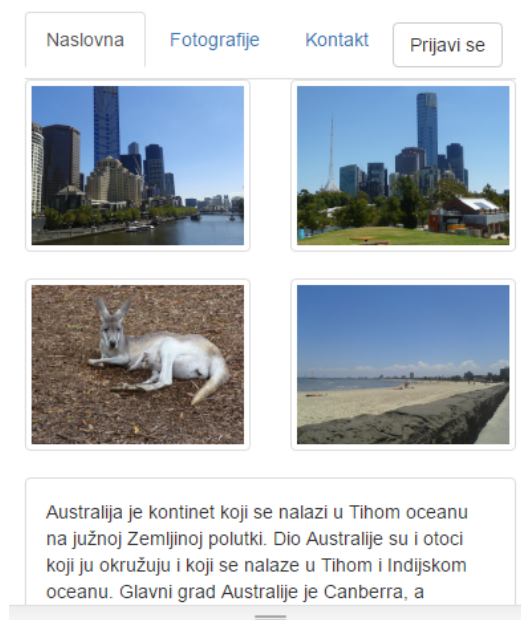 Naslovna Fotografije Kontakt Prijavi se
Australija je kontinet koji se nalazi u Tihom oceanu
na južnoj Zemljinoj polutki. Dio Australije su i otoci
koji ju okružuju i koji se nalaze u Tihom i Indijskom
oceanu. Glavni grad Australije je Canberra, a